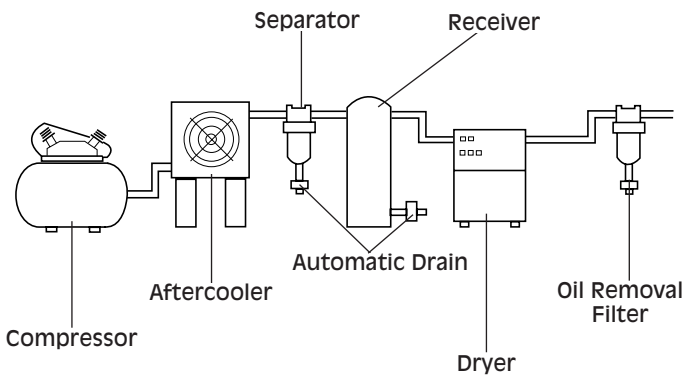 Separator
Receiver
Automatic Drain
Aftercooler
Oil Removal
Filter
Compressor
Dryer